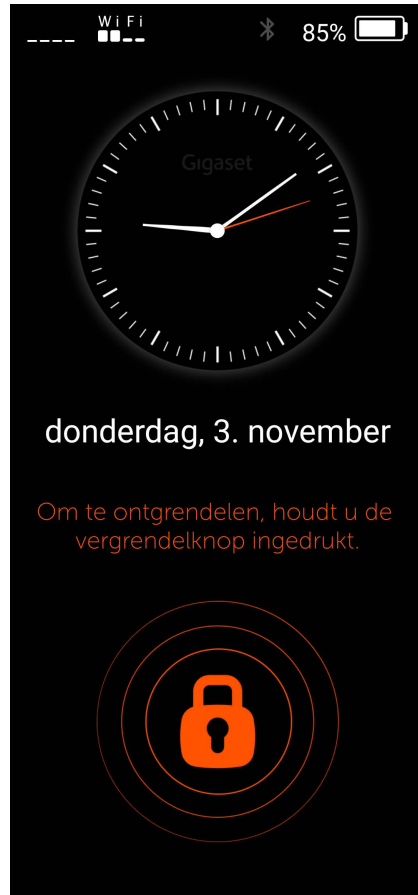 WiFi
85%
Gigaset
donderdag, 3. november
Om te ontgrendelen, houdt u de
vergrendelknop ingedrukt.